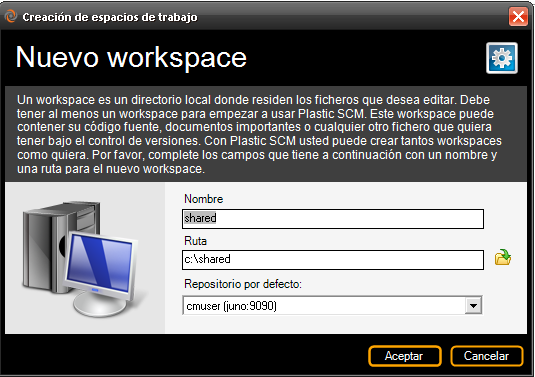 Creación de espacios de trabajo
Nuevo workspace
Un workspace es un directorio local donde residen los ficheros que desea editar. Debe
tener al menos un workspace para empezar a usar Plastic SCM. Este workspace puede
contener su código fuente, documentos importantes o cualquier otro fichero que quiera
tener bajo el control de versiones. Con Plastic SCM usted puede crear tantos workspaces
como quiera. Por favor, complete los campos que tiene a continuación con un nombre y
una ruta para el nuevo workspace.
Nombre
shared
Ruta
c:\shared
Repositorio por defecto:
cmuser (juno:9090)
Aceptar Cancelar